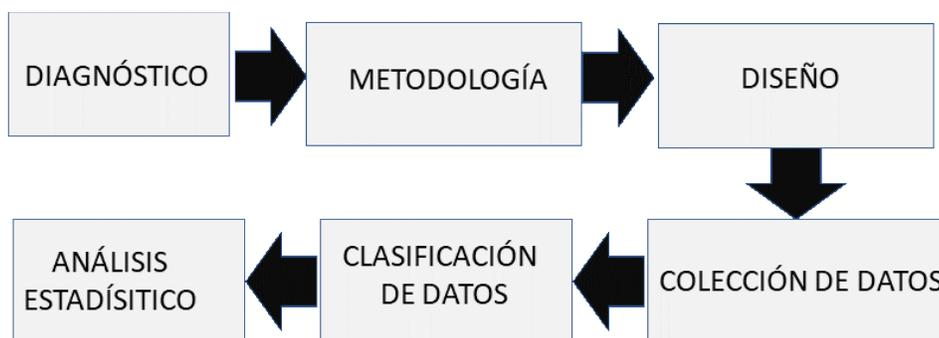 DIAGNÓSTICO
METODOLOGÍA
DISEÑO
COLECCIÓN DE DATOS
CLASIFICACIÓN
DE DATOS
ANÁLISIS
ESTADÍSITICO